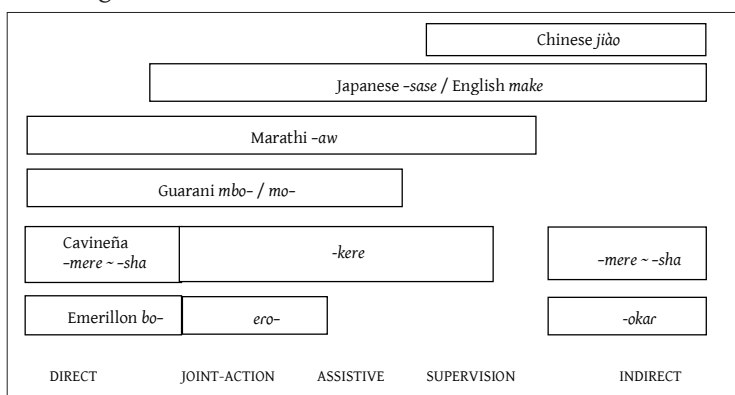 Chinese jiào
Japanese –sase / English make
Marathi –aw
Guarani mbo– / mo–
Cavineña
–mere ~ –sha
-kere
–mere ~ –sha
Emerillon bo–
ero–
-okar
DIRECT JOINT-ACTION ASSISTIVE SUPERVISION INDIRECT